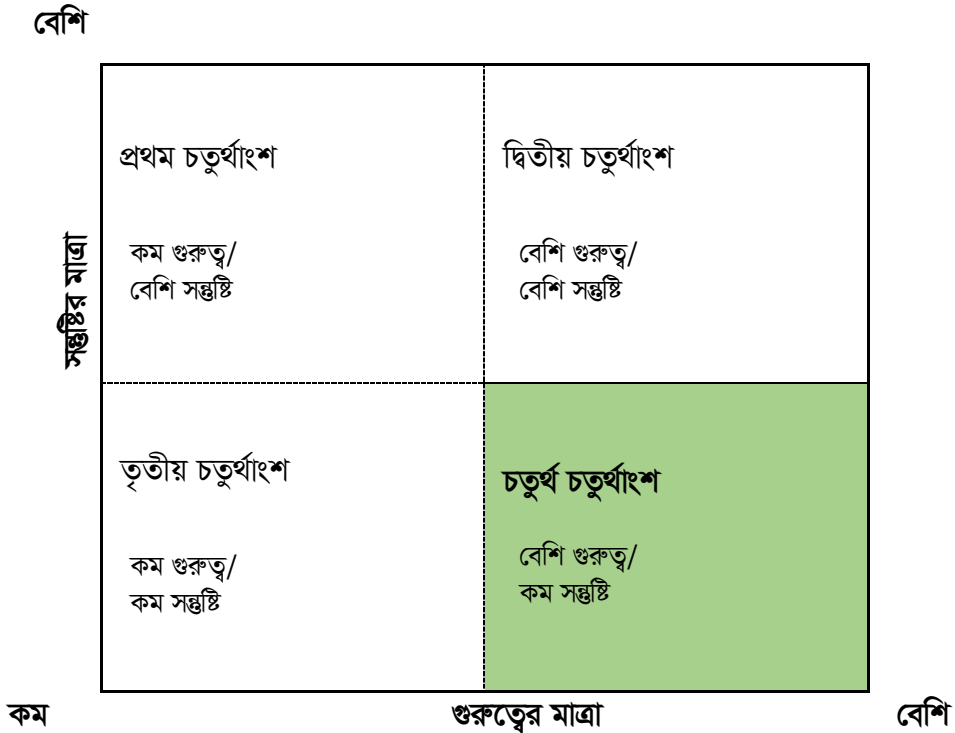 বেশি
প্রথম চতুর্থাংশ
দ্বিতীয় চতুর্থাংশ
কম গুরুত্ব/
বেশি সন্তুষ্টি
বেশি গুরুত্ব/
বেশি সন্তুষ্টি
সন্তুষ্টির মাত্রা
তৃতীয় চতুর্থাংশ
চতুর্থ চতুর্থাংশ
কম গুরুত্ব/
কম সন্তুষ্টি
বেশি গুরুত্ব/
কম সন্তুষ্টি
কম
গুরুত্বের মাত্রা
বেশি